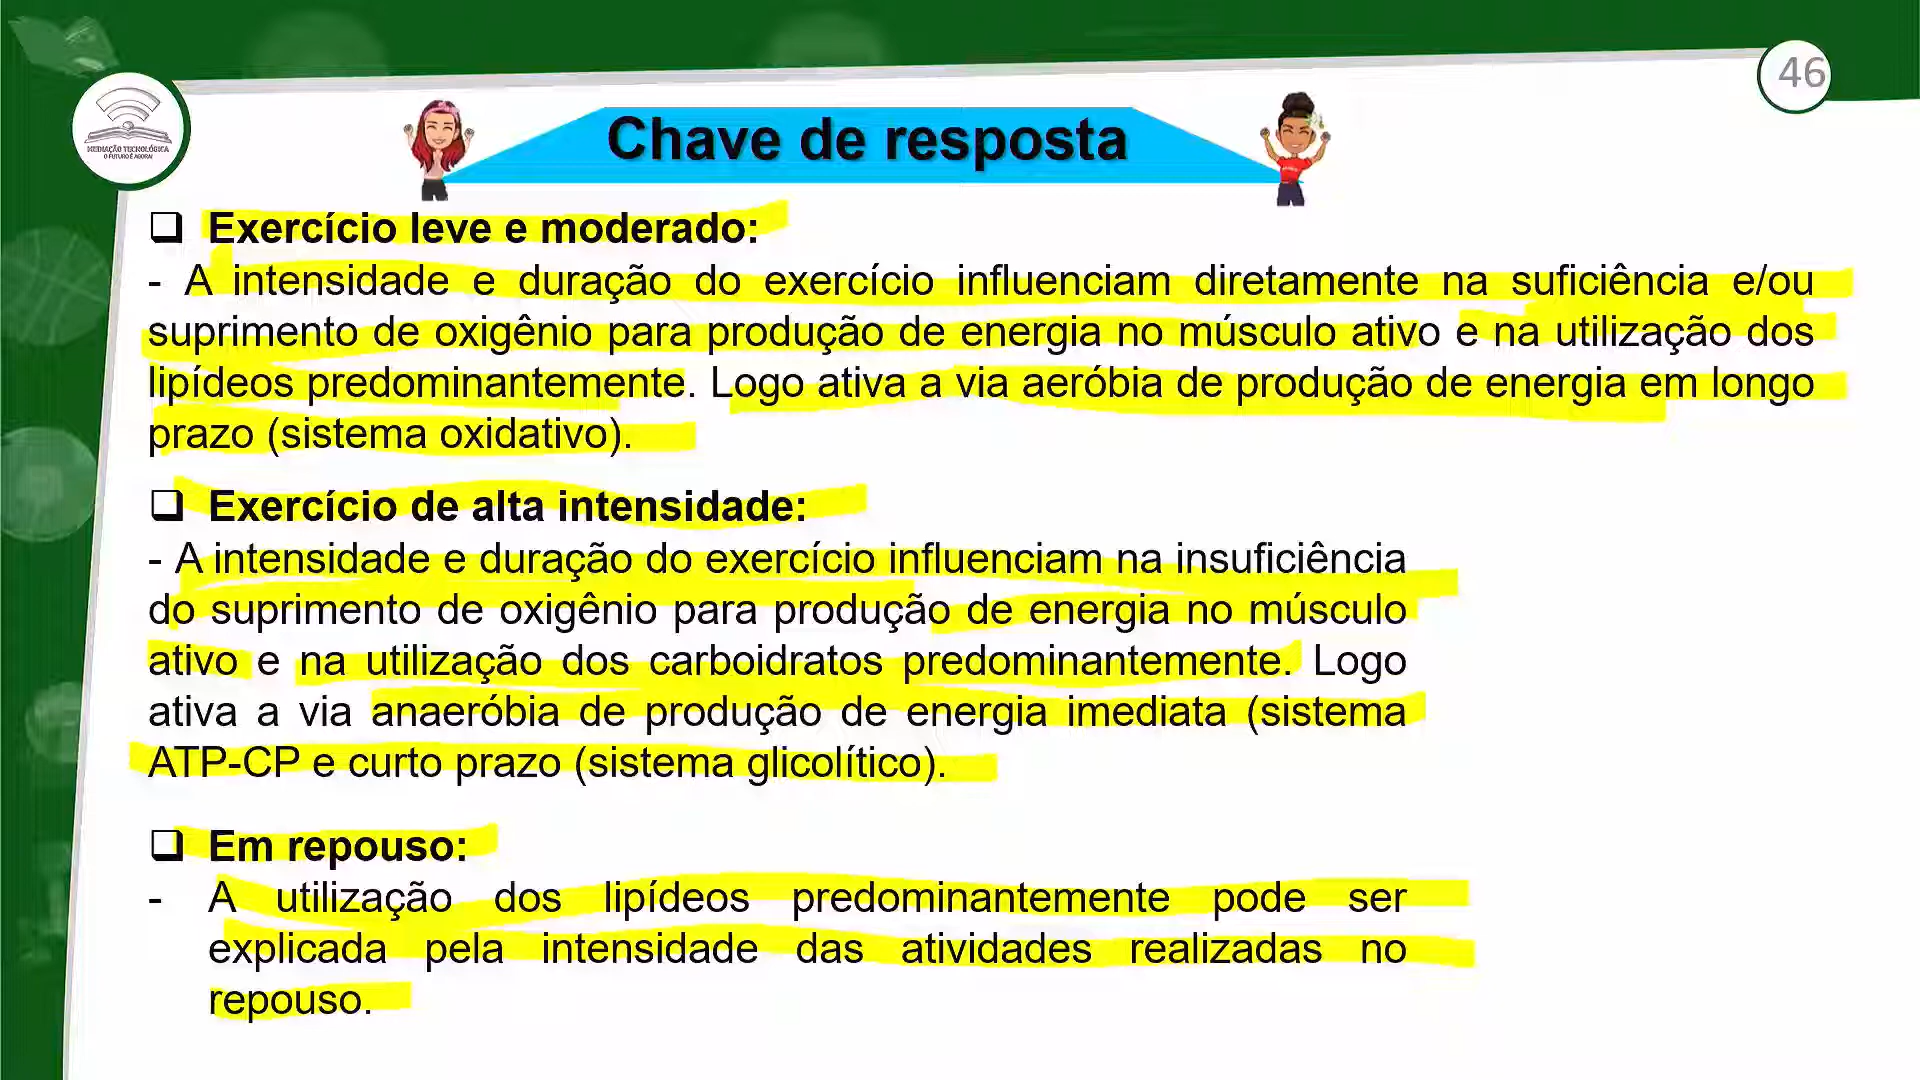 46
MEDIAÇÃO TECNOLÓGICA
O FUTURO É AGORA!
Chave de resposta
Exercício leve e moderado:
- A intensidade e duração do exercício influenciam diretamente na suficiência e/ou
suprimento de oxigênio para produção de energia no músculo ativo e na utilização dos
lipídeos predominantemente. Logo ativa a via aeróbia de produção de energia em longo
prazo (sistema oxidativo).
Exercício de alta intensidade:
- A intensidade e duração do exercício influenciam na insuficiência
do suprimento de oxigênio para produção de energia no músculo
ativo e na utilização dos carboidratos predominantemente. Logo
ativa a via anaeróbia de produção de energia imediata (sistema
ATP-CP e curto prazo (sistema glicolítico).
Em repouso:
- A utilização dos lipídeos predominantemente pode ser
explicada pela intensidade das atividades realizadas no
repouso.